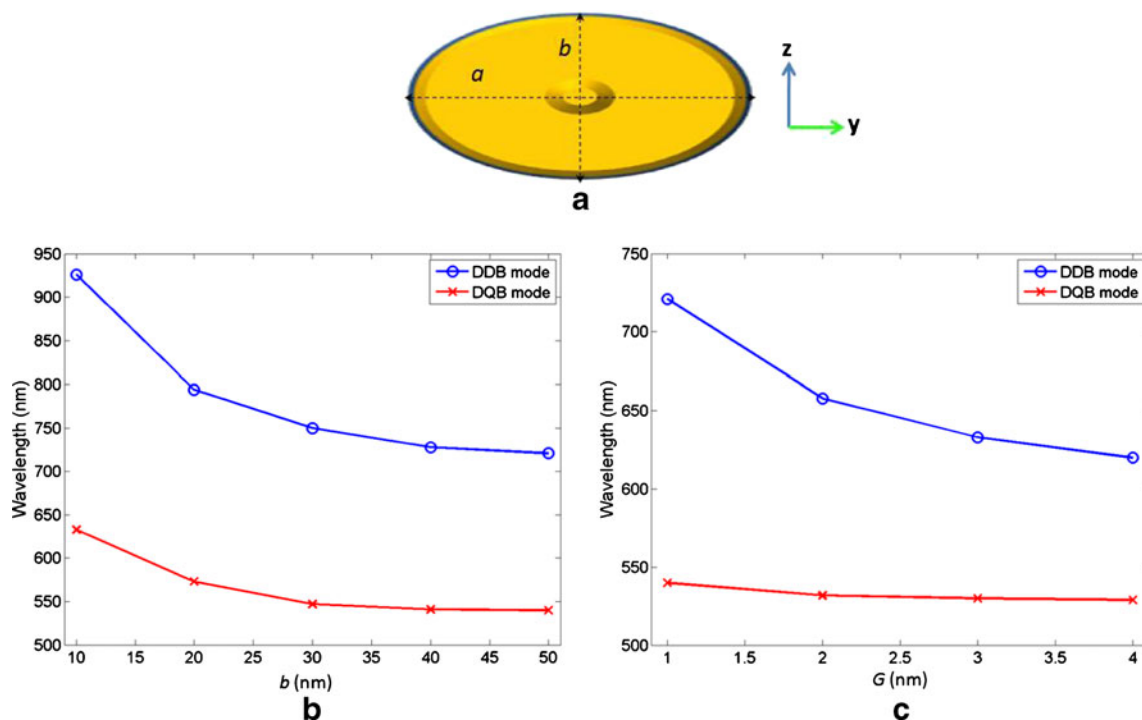 b
z
a
y
a
950
900
850
800
750
700
650
600
550
500
Wavelength (nm)
DDB mode
DQB mode
10 15 20 25 30 35 40 45 50
b (nm)
b
750
700
650
600
550
500
Wavelength (nm)
DDB mode
DQB mode
1 1.5 2 2.5 3 3.5 4
G (nm)
c